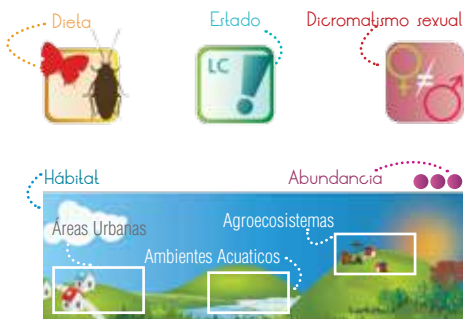 Dieta
Estado
Dicromatismo sexual
LC
Hábitat
Abundancia
Áreas Urbanas
Agroecosistemas
Ambientes Acuaticos